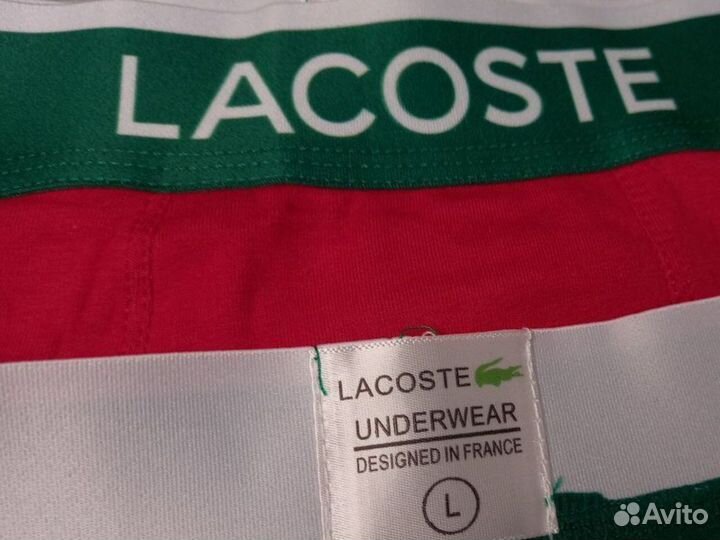 LACOSTE
LACOSTE
UNDERWEAR
DESIGNED IN FRANCE
L
Avito